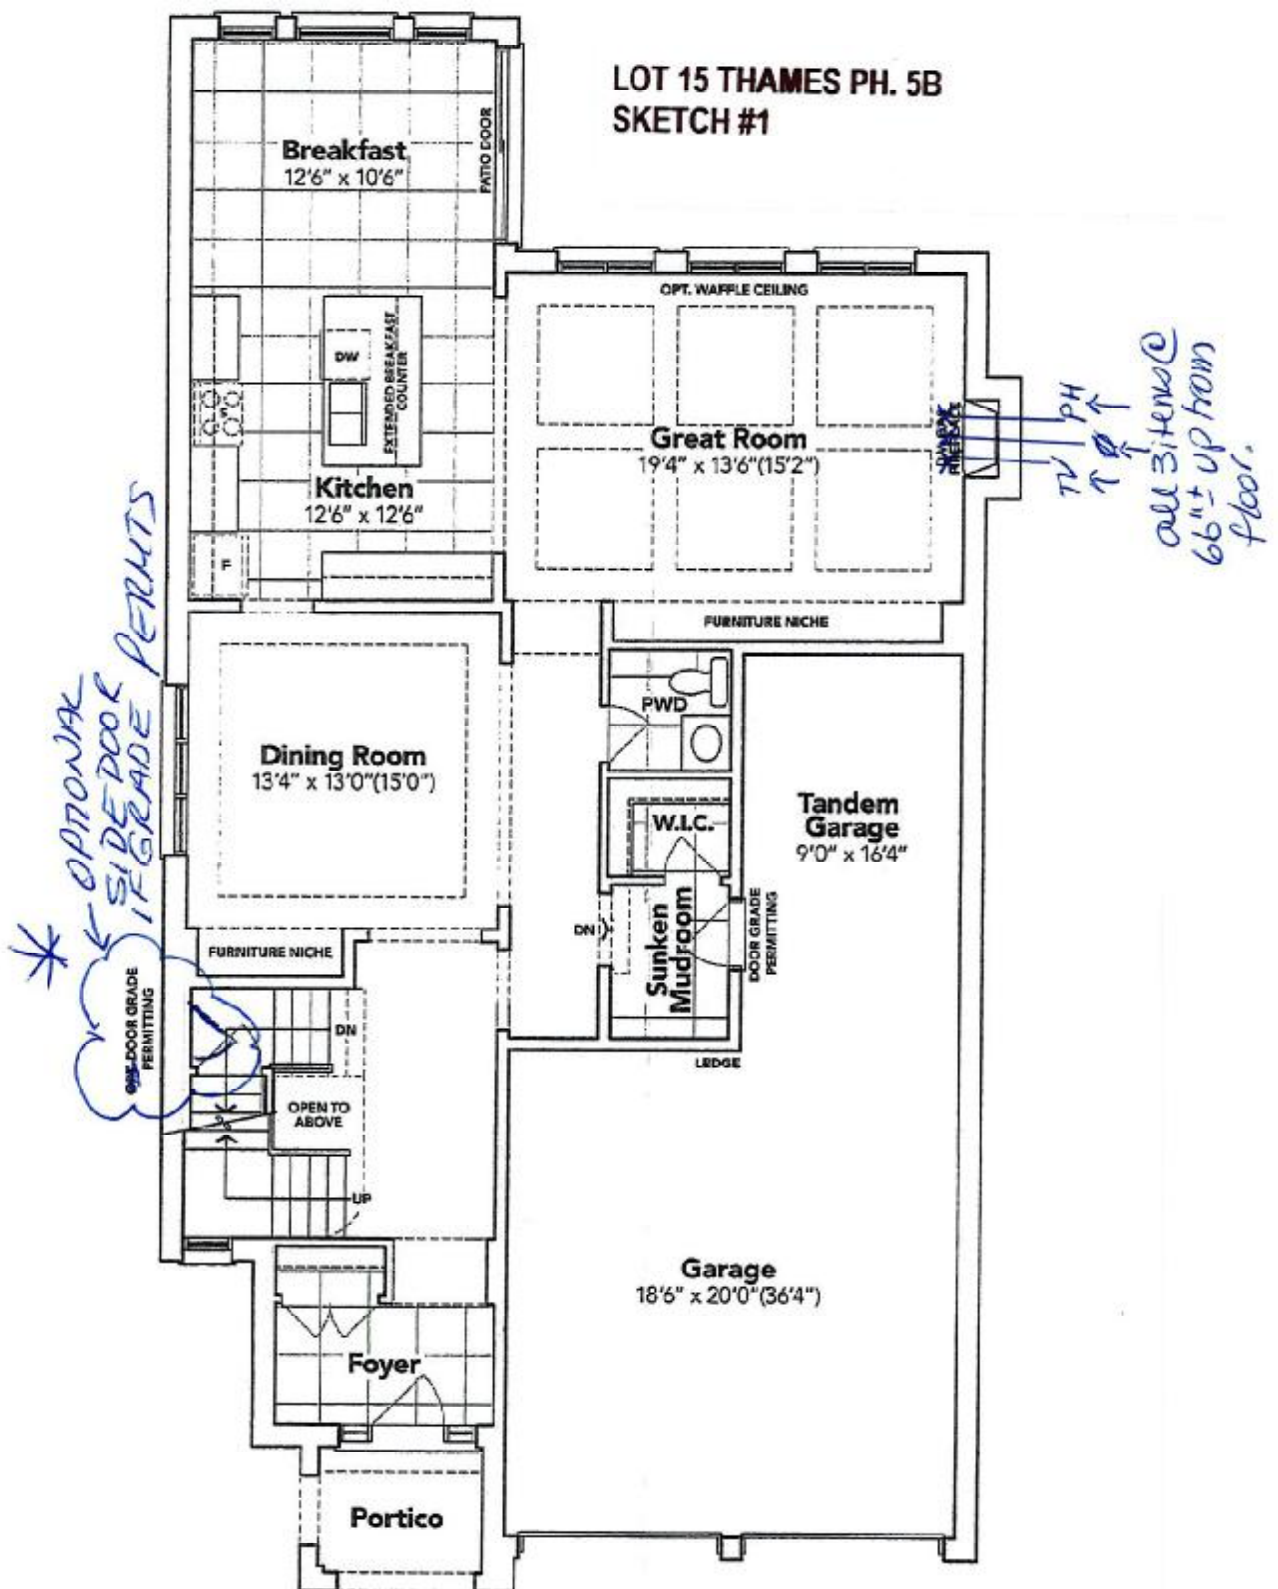 LOT 15 THAMES PH. 5B
SKETCH #1
Breakfast
12'6" x 10'6"
PATIO DOOR
OPT. WAFFLE CEILING
DW
EXTENDED BREAKFAST
COUNTER
Great Room
19'4" x 13'6"(15'2")
PH
TV
all 3 items @
66"± up from
floor.
Kitchen
12'6" x 12'6"
F
FURNITURE NICHE
PWD
Dining Room
13'4" x 13'0"(15'0")
W.I.C.
Tandem
Garage
9'0" x 16'4"
OPTIONAL
SIDE DOOR
IF GRADE PERMITS
DN
Sunken
Mudroom
DOOR GRADE
PERMITTING
FURNITURE NICHE
DOOR GRADE
PERMITTING
DN
LEDGE
OPEN TO
ABOVE
UP
Garage
18'6" x 20'0"(36'4")
Foyer
Portico